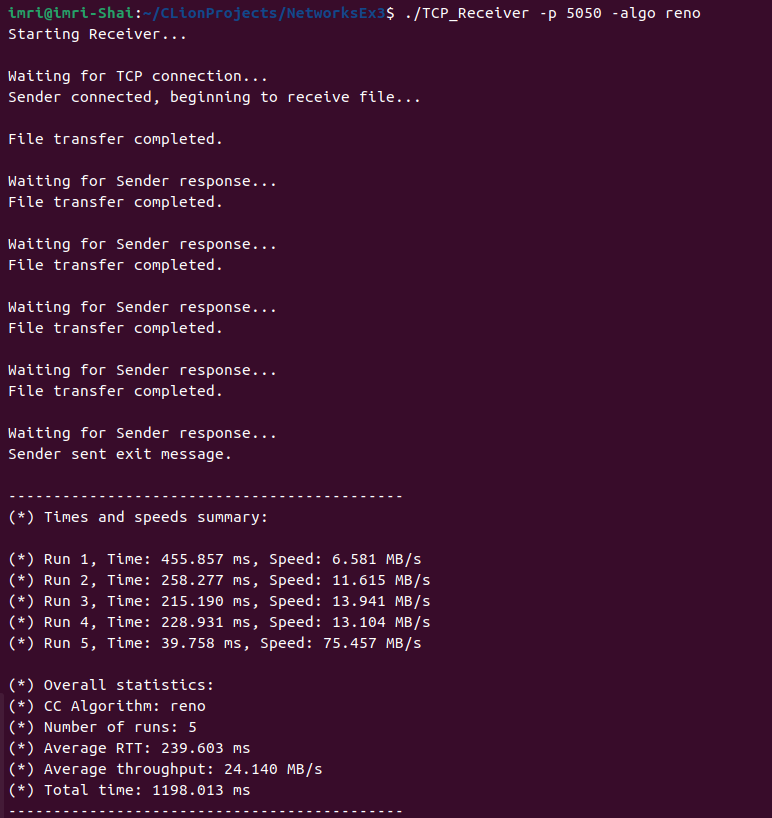 imri@imri-Shai:~/CLionProjects/NetworksEx3$ ./TCP_Receiver -p 5050 -algo reno
Starting Receiver...
Waiting for TCP connection...
Sender connected, beginning to receive file...
File transfer completed.
Waiting for Sender response...
File transfer completed.
Waiting for Sender response...
File transfer completed.
Waiting for Sender response...
File transfer completed.
Waiting for Sender response...
File transfer completed.
Waiting for Sender response...
Sender sent exit message.
--------------------------------------------
(*) Times and speeds summary:
(*) Run 1, Time: 455.857 ms, Speed: 6.581 MB/s
(*) Run 2, Time: 258.277 ms, Speed: 11.615 MB/s
(*) Run 3, Time: 215.190 ms, Speed: 13.941 MB/s
(*) Run 4, Time: 228.931 ms, Speed: 13.104 MB/s
(*) Run 5, Time: 39.758 ms, Speed: 75.457 MB/s
(*) Overall statistics:
(*) CC Algorithm: reno
(*) Number of runs: 5
(*) Average RTT: 239.603 ms
(*) Average throughput: 24.140 MB/s
(*) Total time: 1198.013 ms
--------------------------------------------